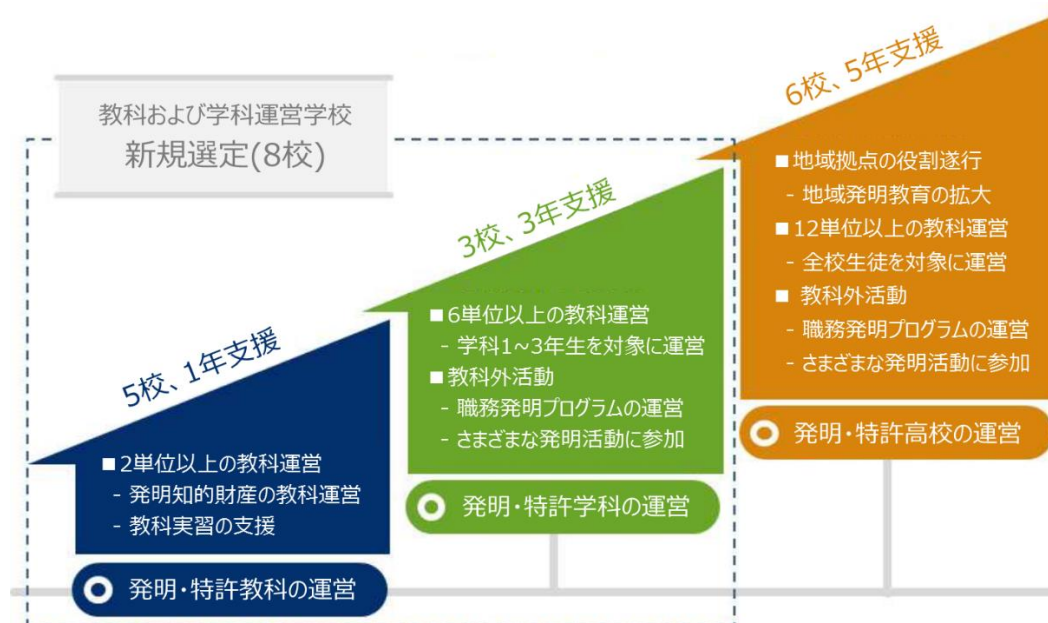 教科および学科運営学校
新規選定(8校)
5校、1年支援
■2単位以上の教科運営
- 発明知的財産の教科運営
- 教科実習の支援
発明・特許教科の運営
3校、3年支援
■6単位以上の教科運営
- 学科1~3年生を対象に運営
■教科外活動
- 職務発明プログラムの運営
- さまざまな発明活動に参加
発明・特許学科の運営
6校、5年支援
■地域拠点の役割遂行
- 地域発明教育の拡大
■12単位以上の教科運営
- 全校生徒を対象に運営
■ 教科外活動
- 職務発明プログラムの運営
- さまざまな発明活動に参加
発明・特許高校の運営